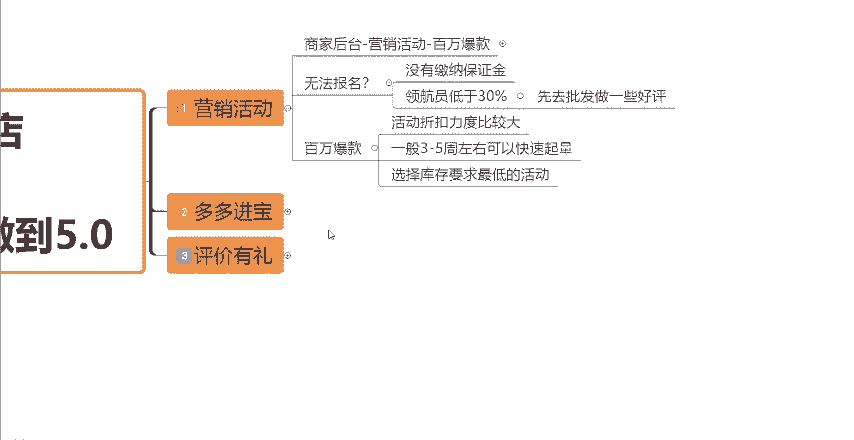 店
做到5.0
1 营销活动
商家后台-营销活动-百万爆款
无法报名?
没有缴纳保证金
领航员低于30%
先去批发做一些好评
百万爆款
活动折扣力度比较大
一般3-5周左右可以快速起量
选择库存要求最低的活动
2 多多进宝
3 评价有礼